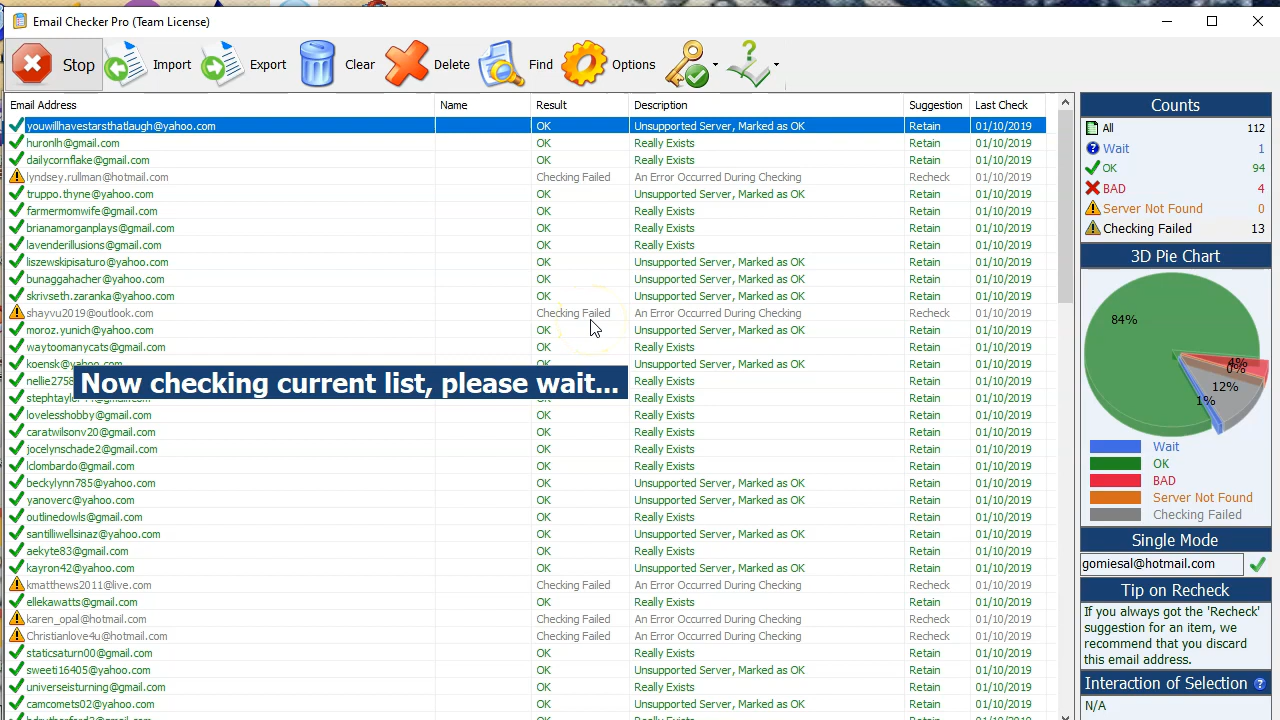 Email Checker Pro (Team License)
Stop Import Export Clear Delete Find Options
Email Address Name Result Description Suggestion Last Check
youwillhavestarsthatlaugh@yahoo.com OK Unsupported Server, Marked as OK Retain 01/10/2019
huronlh@gmail.com OK Really Exists Retain 01/10/2019
dailycornflake@gmail.com OK Really Exists Retain 01/10/2019
lyndsey.rullman@hotmail.com Checking Failed An Error Occurred During Checking Recheck 01/10/2019
truppo.thyne@yahoo.com OK Unsupported Server, Marked as OK Retain 01/10/2019
farmermomwife@gmail.com OK Really Exists Retain 01/10/2019
brianamorganplays@gmail.com OK Really Exists Retain 01/10/2019
lavenderillusions@gmail.com OK Really Exists Retain 01/10/2019
liszewskipisaturo@yahoo.com OK Unsupported Server, Marked as OK Retain 01/10/2019
bunaggahacher@yahoo.com OK Unsupported Server, Marked as OK Retain 01/10/2019
skrivseth.zaranka@yahoo.com OK Unsupported Server, Marked as OK Retain 01/10/2019
shayvu2019@outlook.com Checking Failed An Error Occurred During Checking Recheck 01/10/2019
moroz.yunich@yahoo.com OK Unsupported Server, Marked as OK Retain 01/10/2019
waytoomanycats@gmail.com OK Really Exists Retain 01/10/2019
koensk@yahoo.com OK Unsupported Server, Marked as OK Retain 01/10/2019
nellie2758 Really Exists Retain 01/10/2019
Now checking current list, please wait...
OK Really Exists Retain 01/10/2019
lovelesshobby@gmail.com OK Really Exists Retain 01/10/2019
caratwilsonv20@gmail.com OK Really Exists Retain 01/10/2019
jocelynschade2@gmail.com OK Really Exists Retain 01/10/2019
lclombardo@gmail.com OK Really Exists Retain 01/10/2019
beckylynn785@yahoo.com OK Unsupported Server, Marked as OK Retain 01/10/2019
yanoverc@yahoo.com OK Unsupported Server, Marked as OK Retain 01/10/2019
outlinedowls@gmail.com OK Really Exists Retain 01/10/2019
santilliwellsinaz@yahoo.com OK Unsupported Server, Marked as OK Retain 01/10/2019
aekyte83@gmail.com OK Really Exists Retain 01/10/2019
kayron42@yahoo.com OK Unsupported Server, Marked as OK Retain 01/10/2019
kmatthews2011@live.com Checking Failed An Error Occurred During Checking Recheck 01/10/2019
ellekawatts@gmail.com OK Really Exists Retain 01/10/2019
karen_opal@hotmail.com Checking Failed An Error Occurred During Checking Recheck 01/10/2019
Christianlove4u@hotmail.com Checking Failed An Error Occurred During Checking Recheck 01/10/2019
staticsaturn00@gmail.com OK Really Exists Retain 01/10/2019
sweeti16405@yahoo.com OK Unsupported Server, Marked as OK Retain 01/10/2019
universeisturning@gmail.com OK Really Exists Retain 01/10/2019
camcomets02@yahoo.com OK Unsupported Server, Marked as OK Retain 01/10/2019
Counts
All 112
Wait 1
OK 94
BAD 4
Server Not Found 0
Checking Failed 13
3D Pie Chart
84%
4%
0%
12%
1%
Wait
OK
BAD
Server Not Found
Checking Failed
Single Mode
gomiesal@hotmail.com
Tip on Recheck
If you always got the 'Recheck'
suggestion for an item, we
recommend that you discard
this email address.
Interaction of Selection
N/A